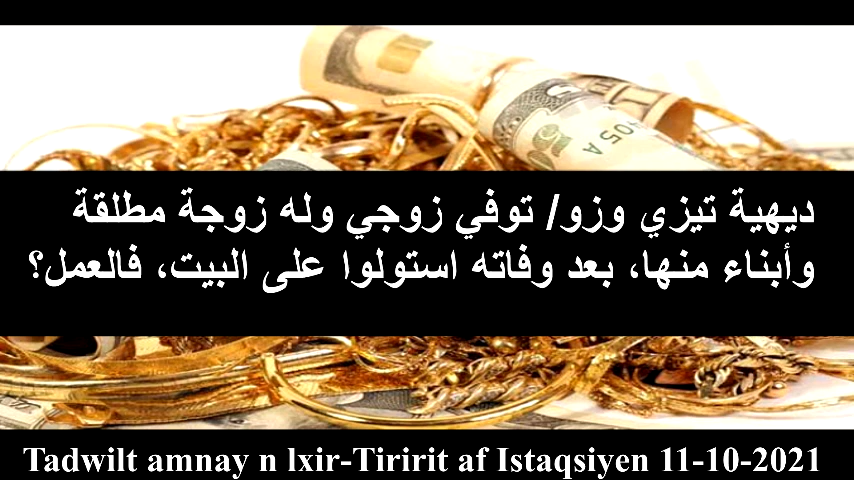 ديهية تيزي وزو/ توفي زوجي وله زوجة مطلقة
وأبناء منها، بعد وفاته استولوا على البيت، فالعمل؟
Tadwilt amnay n lxir-Tiririt af Istaqsiyen 11-10-2021